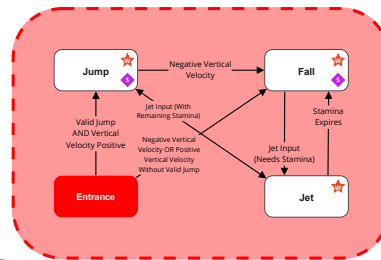 Jump
Negative Vertical
Velocity
Fall
Jet Input (With
Remaining Stamina)
Stamina
Expires
Valid Jump
AND Vertical
Velocity Positive
Negative Vertical
Velocity OR Positive
Vertical Velocity
Without Valid Jump
Jet Input
(Needs Stamina)
Entrance
Jet